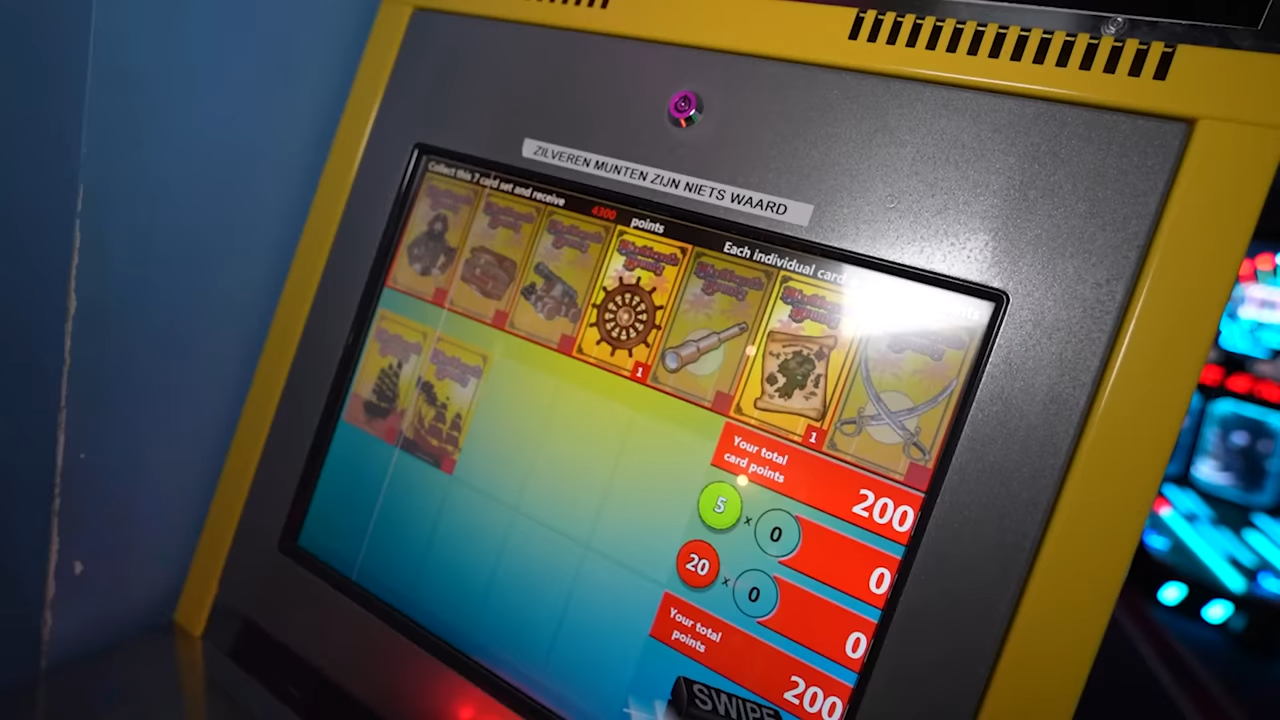 ZILVEREN MUNTEN ZIJN NIETS WAARD
Collect this 7 card set and receive 4300 points
Each individual card
1
1
Your total
card points
200
5 x 0
0
20 x 0
0
Your total
points
200
SWIPE